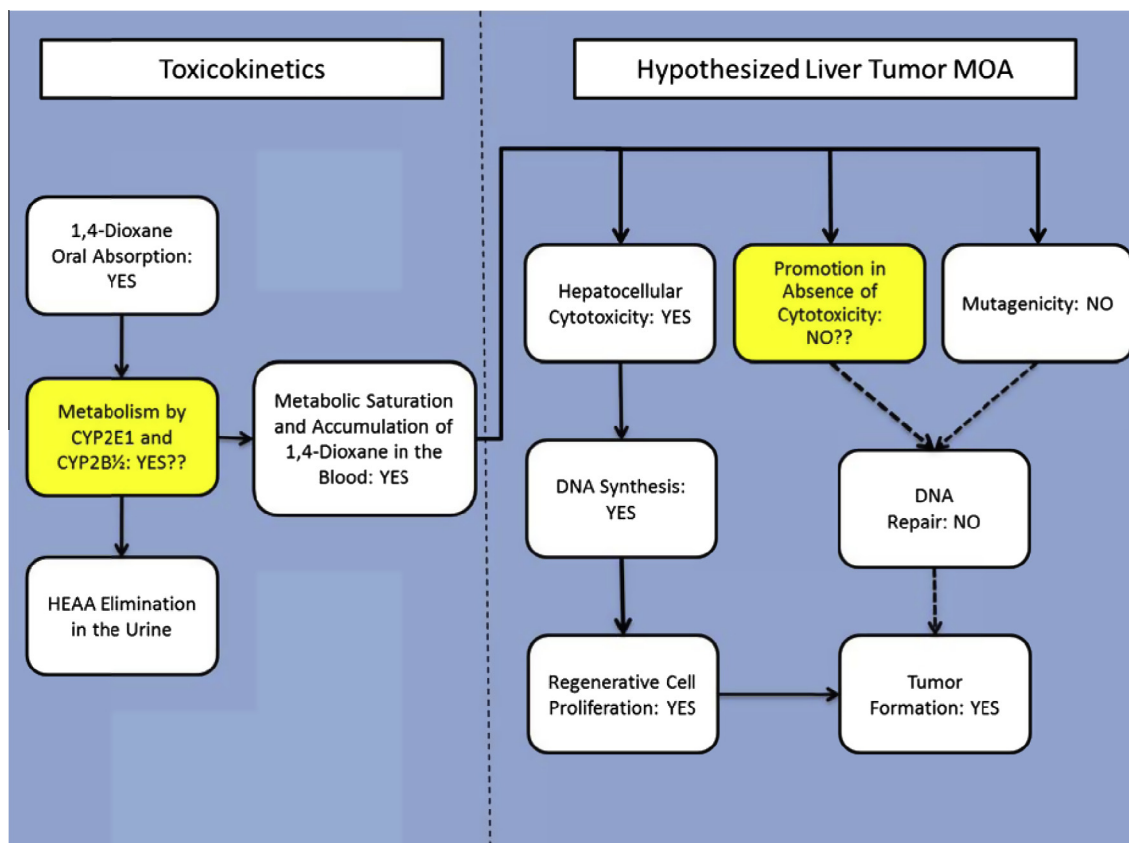 Toxicokinetics
1,4-Dioxane
Oral Absorption:
YES
Metabolism by
CYP2E1 and
CYP2B½: YES??
Metabolic Saturation
and Accumulation of
1,4-Dioxane in the
Blood: YES
HEAA Elimination
in the Urine
Hypothesized Liver Tumor MOA
Hepatocellular
Cytotoxicity: YES
Promotion in
Absence of
Cytotoxicity:
NO??
Mutagenicity: NO
DNA Synthesis:
YES
DNA
Repair: NO
Regenerative Cell
Proliferation: YES
Tumor
Formation: YES